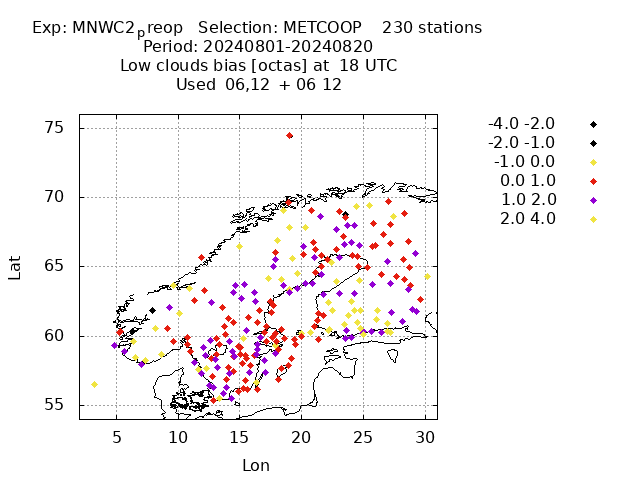 Exp: MNWC2preop   Selection: METCOOP    230 stations
Period: 20240801-20240820
Low clouds bias [octas] at  18 UTC
Used  06,12  + 06 12
75
70
65
60
55
5 10 15 20 25 30
Lat
Lon
-4.0 -2.0
-2.0 -1.0
-1.0 0.0
0.0 1.0
1.0 2.0
2.0 4.0